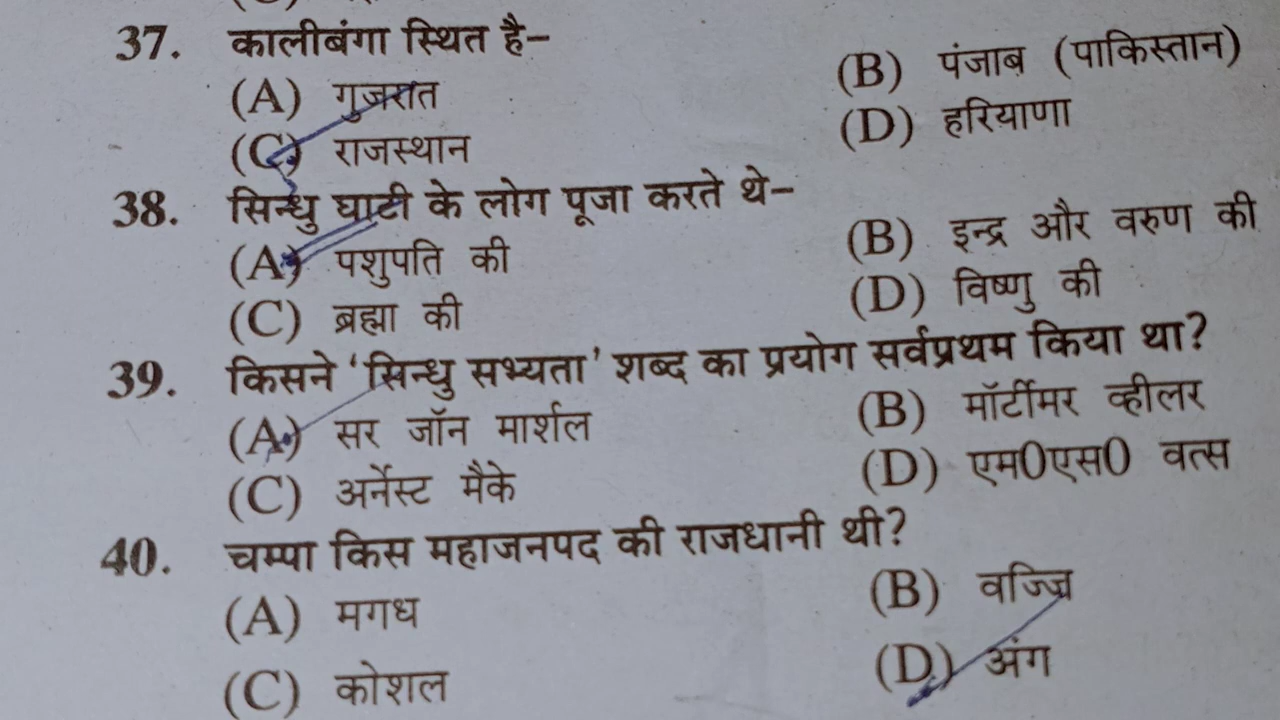 37. कालीबंगा स्थित है–
(A) गुजरात (B) पंजाब (पाकिस्तान)
(C) राजस्थान (D) हरियाणा
38. सिन्धु घाटी के लोग पूजा करते थे–
(A) पशुपति की (B) इन्द्र और वरुण की
(C) ब्रह्मा की (D) विष्णु की
39. किसने 'सिन्धु सभ्यता' शब्द का प्रयोग सर्वप्रथम किया था?
(A) सर जॉन मार्शल (B) मॉर्टीमर व्हीलर
(C) अर्नेस्ट मैके (D) एम0एस0 वत्स
40. चम्पा किस महाजनपद की राजधानी थी?
(A) मगध (B) वज्जि
(C) कोशल (D) अंग